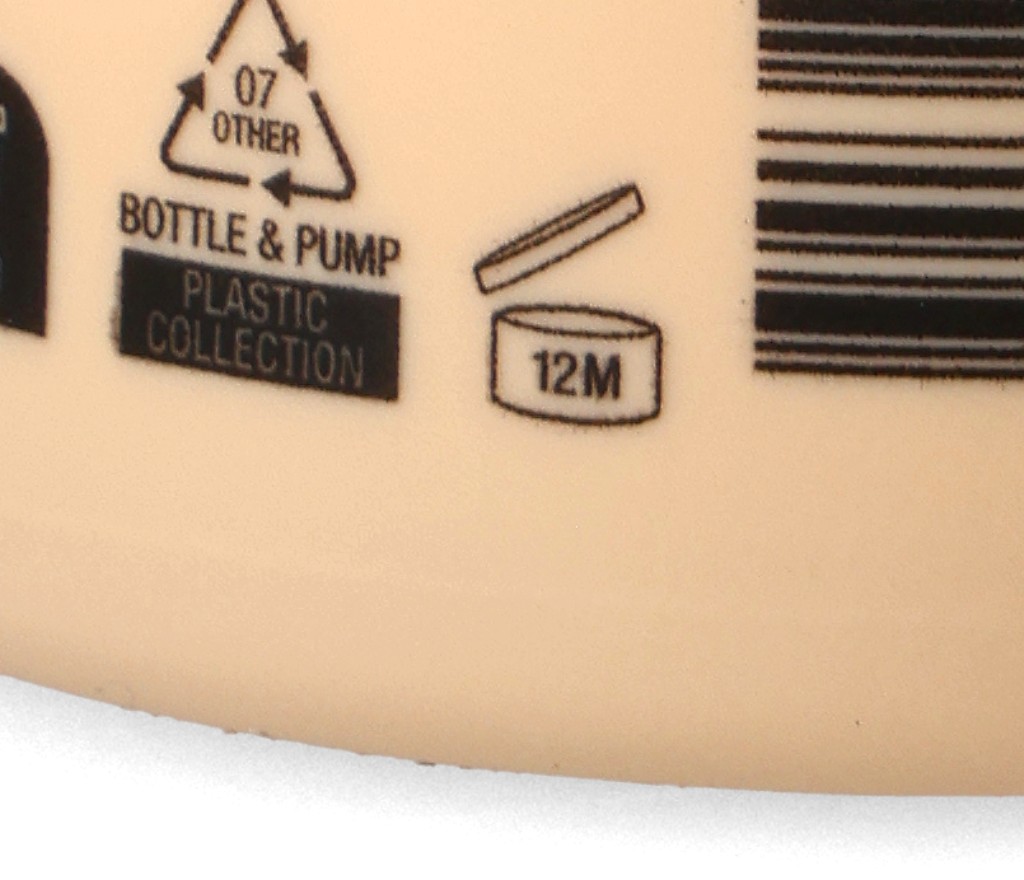 07
OTHER
BOTTLE & PUMP
PLASTIC
COLLECTION
12M